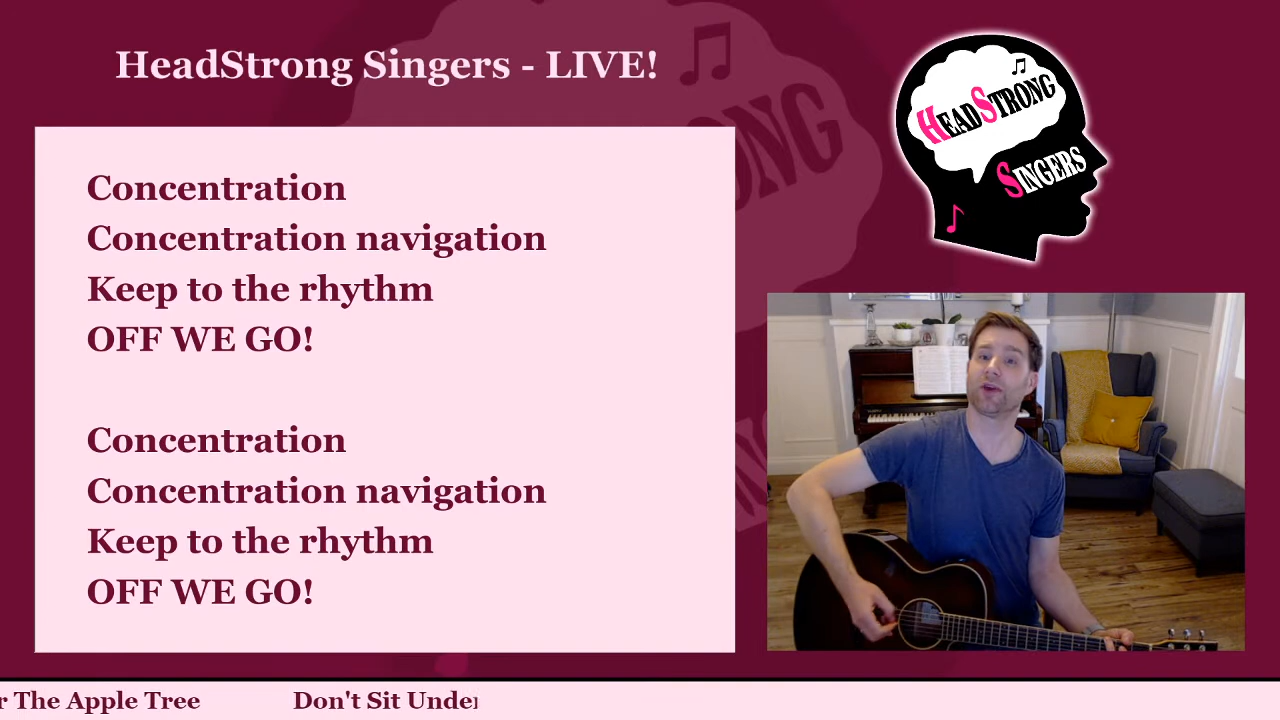 HeadStrong Singers - LIVE!
HEADSTRONG
SINGERS
Concentration
Concentration navigation
Keep to the rhythm
OFF WE GO!
Concentration
Concentration navigation
Keep to the rhythm
OFF WE GO!
r The Apple Tree
Don't Sit Under